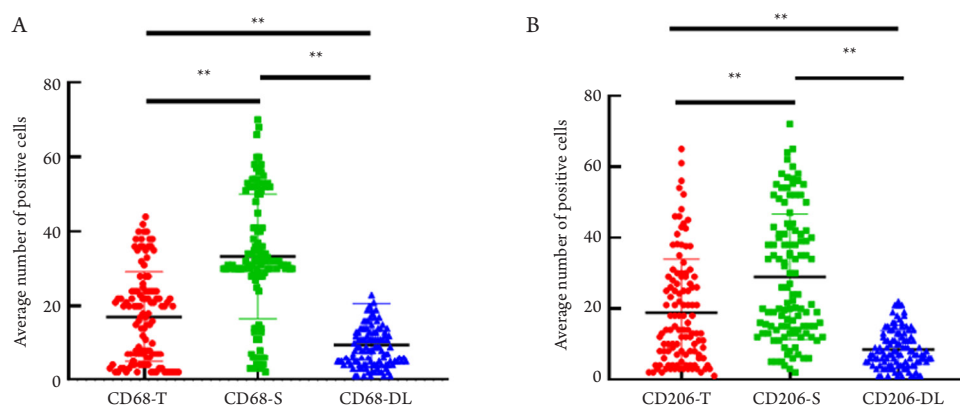 A
**
**
**
80
60
40
20
0
Average number of positive cells
CD68-T
CD68-S
CD68-DL
B
**
**
**
80
60
40
20
0
Average number of positive cells
CD206-T
CD206-S
CD206-DL